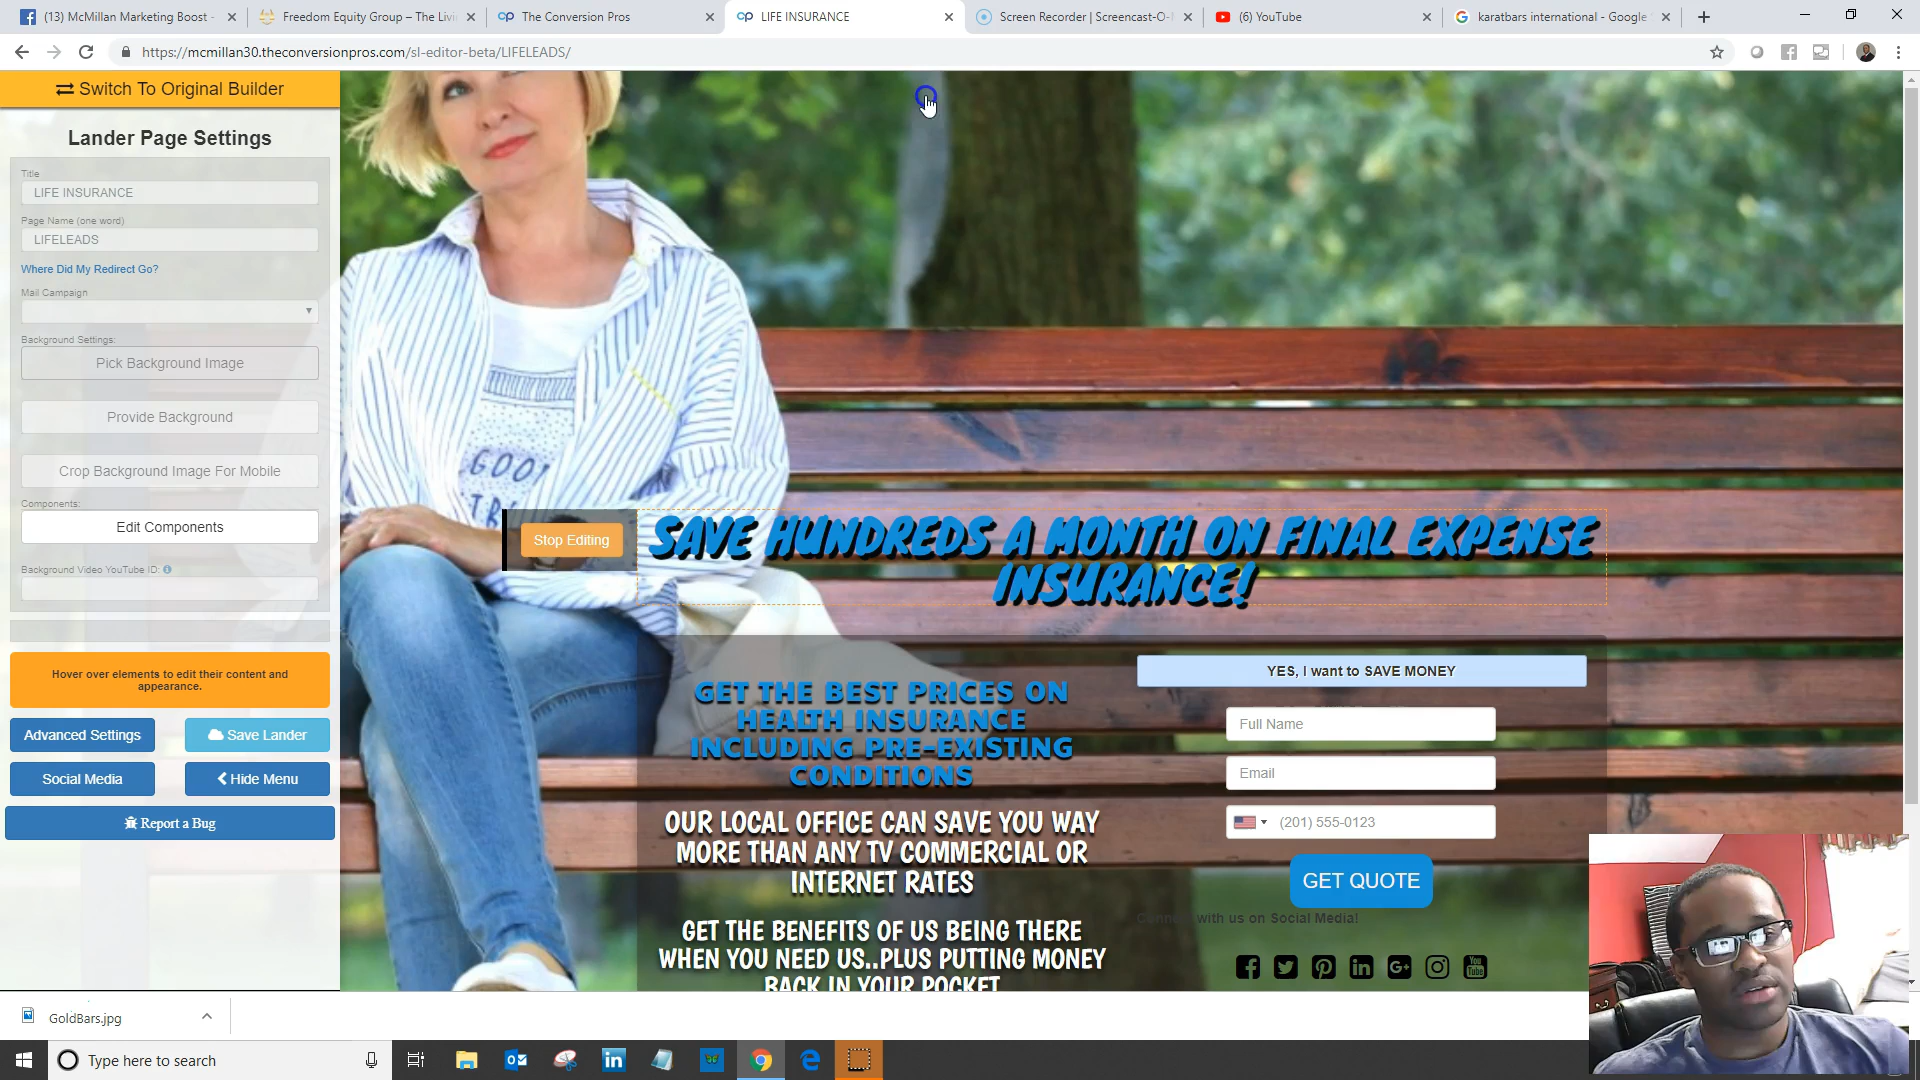 (13) McMillan Marketing Boost -
Freedom Equity Group – The Livi
The Conversion Pros
LIFE INSURANCE
Screen Recorder | Screencast-O-
(6) YouTube
karatbars international - Google
https://mcmillan30.theconversionpros.com/sl-editor-beta/LIFELEADS/
Switch To Original Builder
Lander Page Settings
Title
LIFE INSURANCE
Page Name (one word)
LIFELEADS
Where Did My Redirect Go?
Mail Campaign
Background Settings:
Pick Background Image
Provide Background
Crop Background Image For Mobile
Components:
Edit Components
Background Video YouTube ID:
Hover over elements to edit their content and
appearance.
Advanced Settings
Save Lander
Social Media
Hide Menu
Report a Bug
GOO
Stop Editing
SAVE HUNDREDS A MONTH ON FINAL EXPENSE
INSURANCE!
GET THE BEST PRICES ON
HEALTH INSURANCE
INCLUDING PRE-EXISTING
CONDITIONS
OUR LOCAL OFFICE CAN SAVE YOU WAY
MORE THAN ANY TV COMMERCIAL OR
INTERNET RATES
GET THE BENEFITS OF US BEING THERE
WHEN YOU NEED US..PLUS PUTTING MONEY
BACK IN YOUR POCKET
YES, I want to SAVE MONEY
Full Name
Email
(201) 555-0123
GET QUOTE
Connect with us on Social Media!
You
Tube
GoldBars.jpg
Type here to search